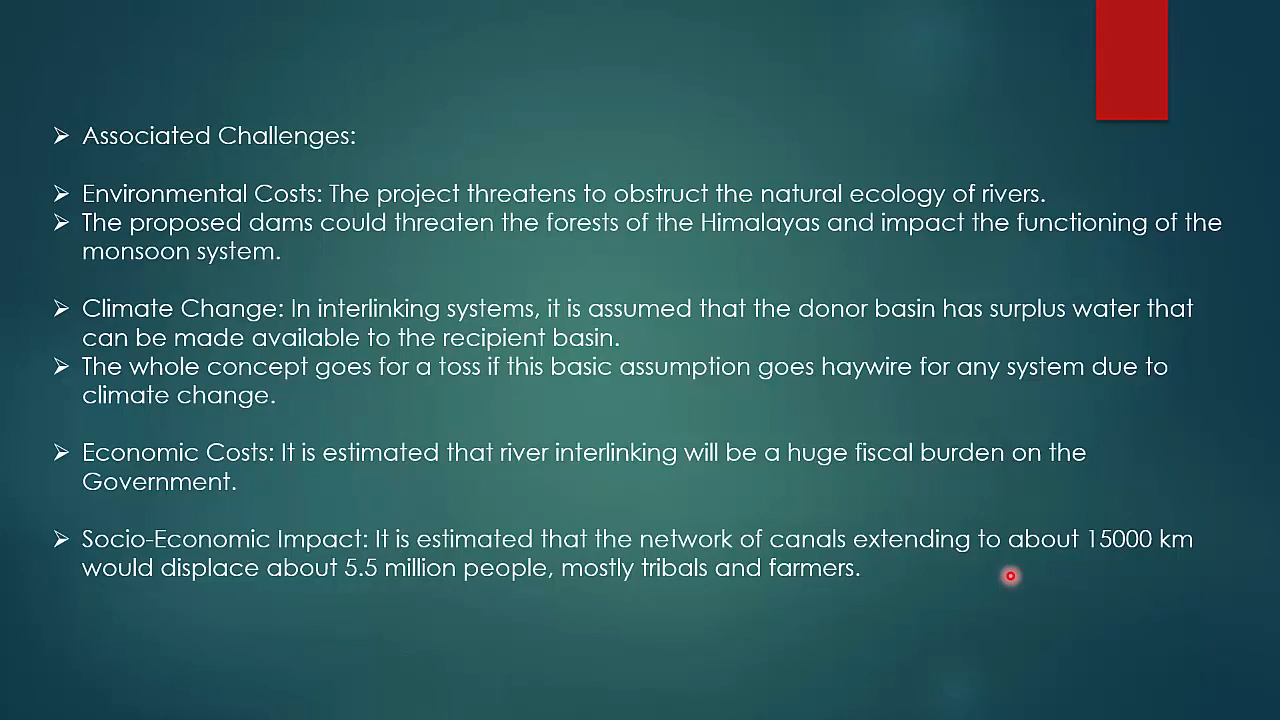 Associated Challenges:
Environmental Costs: The project threatens to obstruct the natural ecology of rivers.
The proposed dams could threaten the forests of the Himalayas and impact the functioning of the
monsoon system.
Climate Change: In interlinking systems, it is assumed that the donor basin has surplus water that
can be made available to the recipient basin.
The whole concept goes for a toss if this basic assumption goes haywire for any system due to
climate change.
Economic Costs: It is estimated that river interlinking will be a huge fiscal burden on the
Government.
Socio-Economic Impact: It is estimated that the network of canals extending to about 15000 km
would displace about 5.5 million people, mostly tribals and farmers.